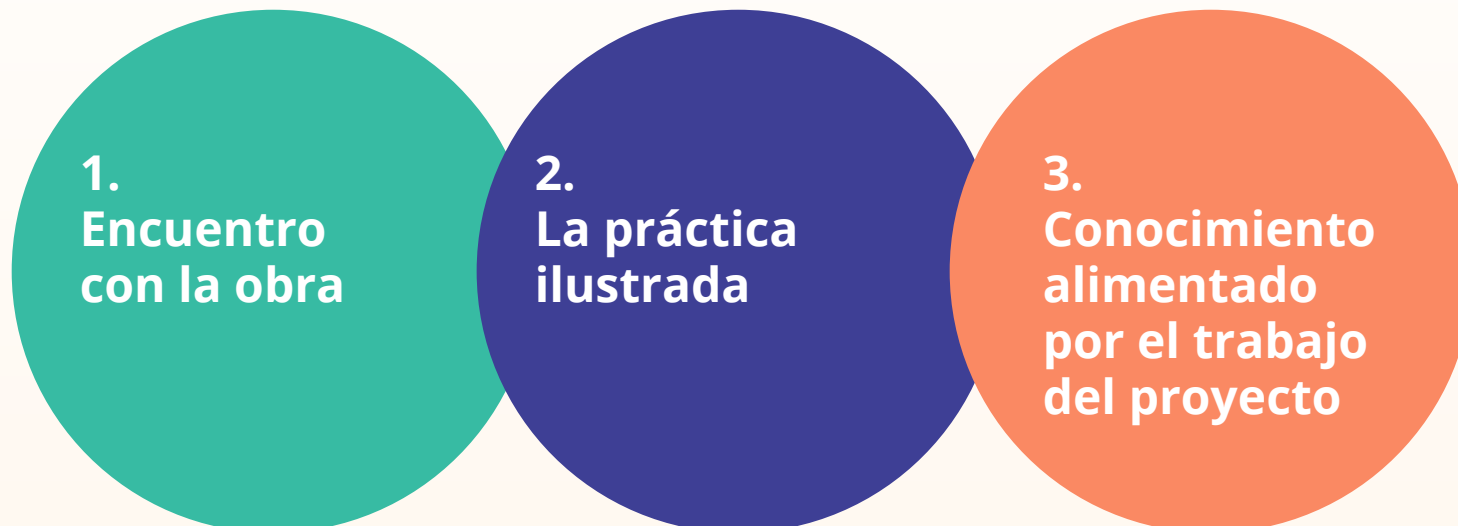 1.
Encuentro
con la obra
2.
La práctica
ilustrada
3.
Conocimiento
alimentado
por el trabajo
del proyecto